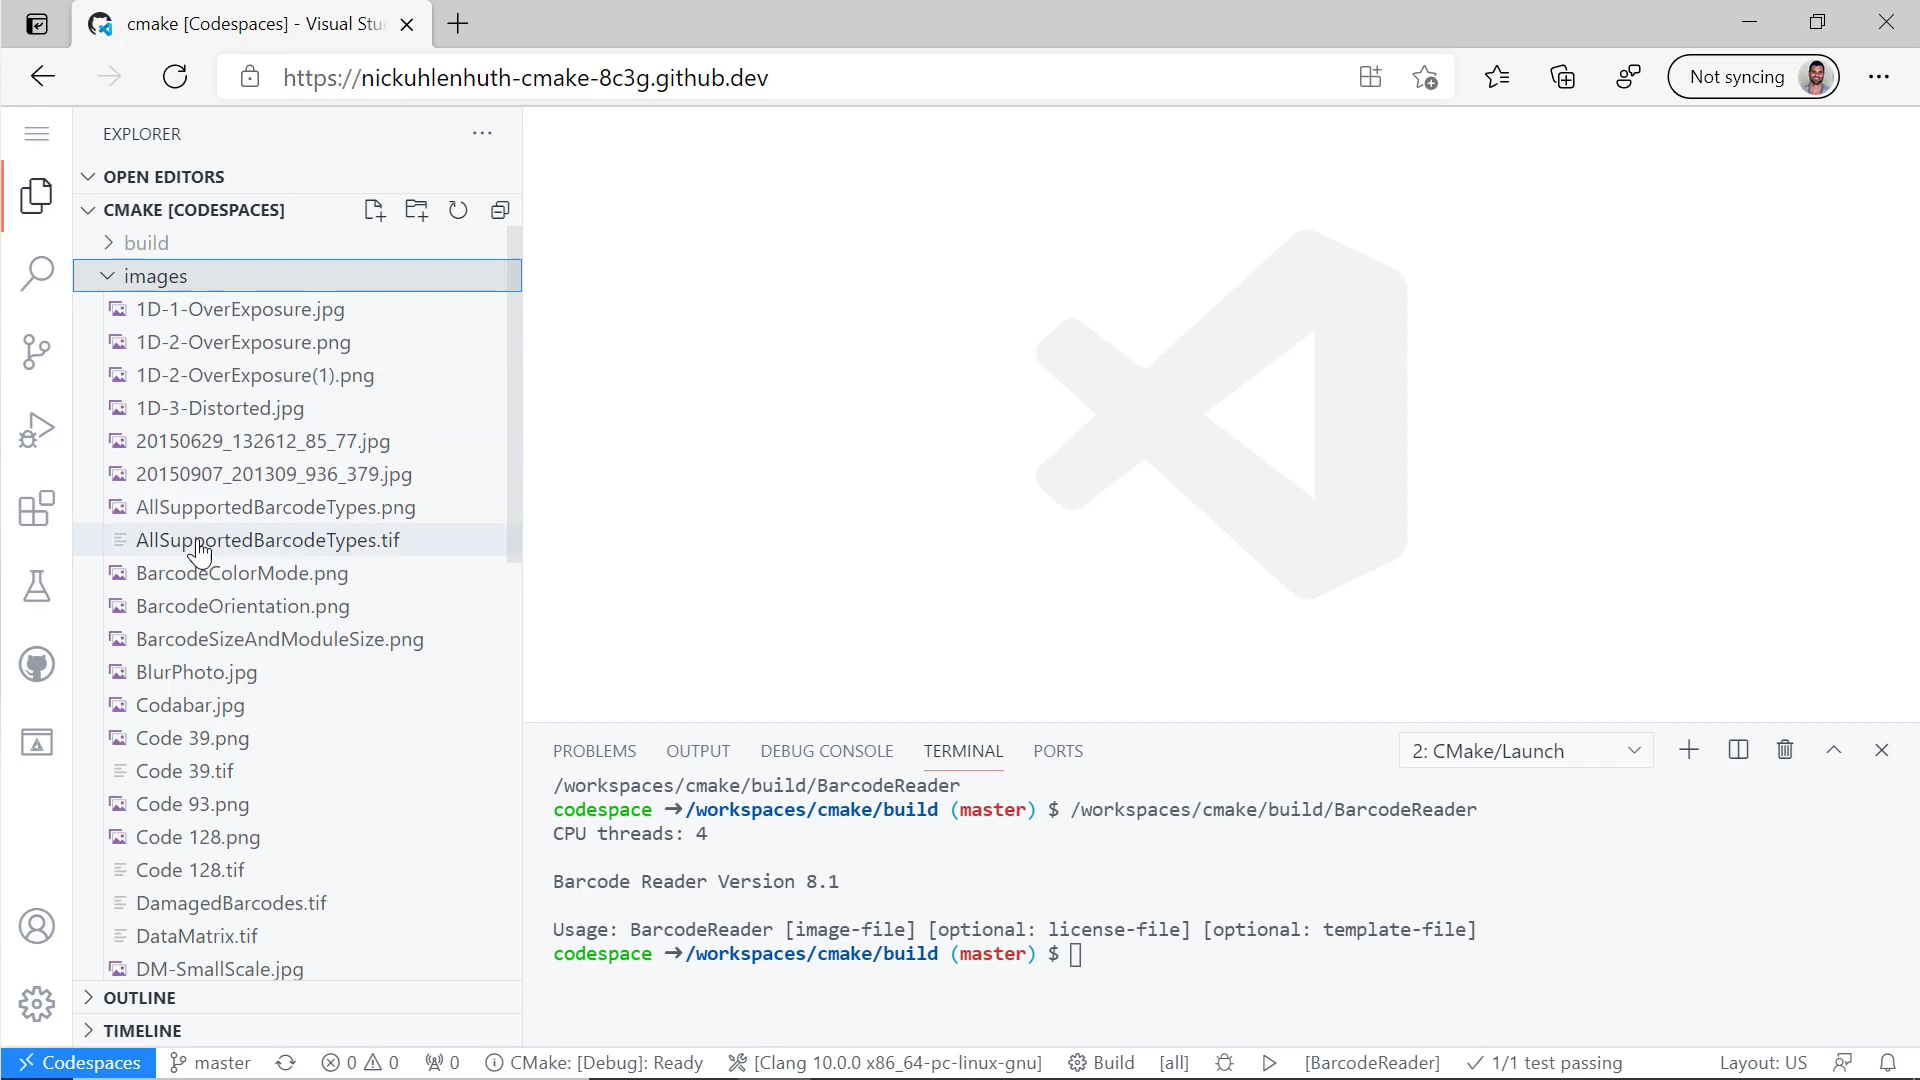 cmake [Codespaces] - Visual Stu
https://nickuhlenhuth-cmake-8c3g.github.dev
Not syncing
EXPLORER
OPEN EDITORS
CMAKE [CODESPACES]
build
images
1D-1-OverExposure.jpg
1D-2-OverExposure.png
1D-2-OverExposure(1).png
1D-3-Distorted.jpg
20150629_132612_85_77.jpg
20150907_201309_936_379.jpg
AllSupportedBarcodeTypes.png
AllSupportedBarcodeTypes.tif
BarcodeColorMode.png
BarcodeOrientation.png
BarcodeSizeAndModuleSize.png
BlurPhoto.jpg
Codabar.jpg
Code 39.png
Code 39.tif
Code 93.png
Code 128.png
Code 128.tif
DamagedBarcodes.tif
DataMatrix.tif
DM-SmallScale.jpg
OUTLINE
TIMELINE
PROBLEMS OUTPUT DEBUG CONSOLE TERMINAL PORTS 2: CMake/Launch
/workspaces/cmake/build/BarcodeReader
codespace ➜/workspaces/cmake/build (master) $ /workspaces/cmake/build/BarcodeReader
CPU threads: 4
Barcode Reader Version 8.1
Usage: BarcodeReader [image-file] [optional: license-file] [optional: template-file]
codespace ➜/workspaces/cmake/build (master) $
Codespaces master 0 0 0 CMake: [Debug]: Ready [Clang 10.0.0 x86_64-pc-linux-gnu] Build [all] [BarcodeReader] 1/1 test passing Layout: US